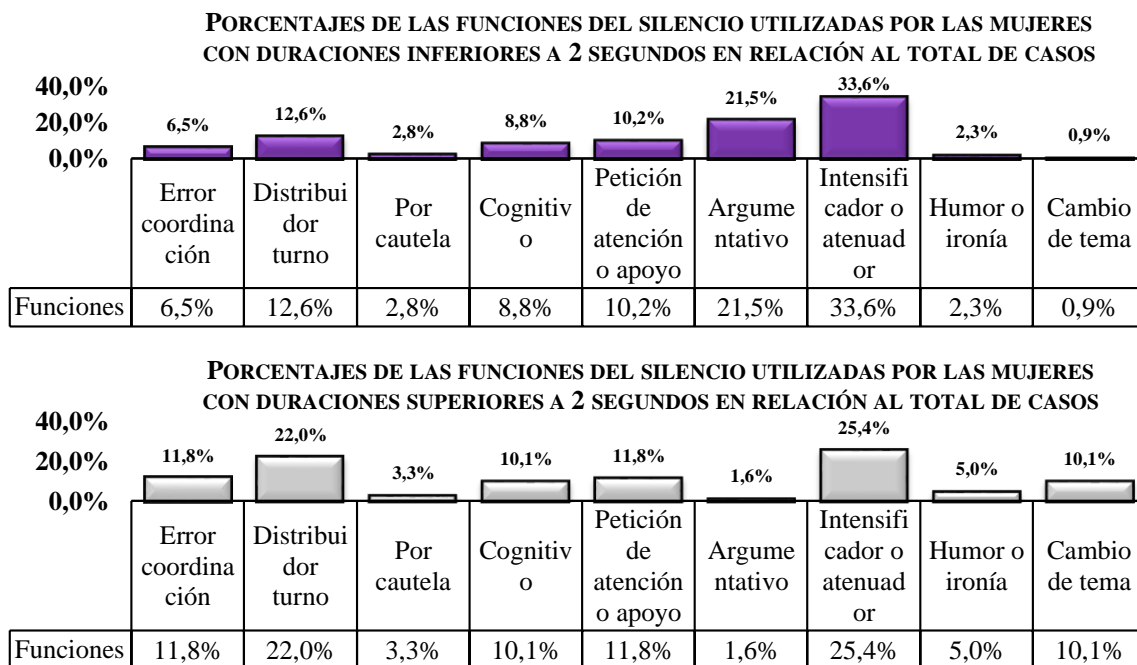 PORCENTAJES DE LAS FUNCIONES DEL SILENCIO UTILIZADAS POR LAS MUJERES
CON DURACIONES INFERIORES A 2 SEGUNDOS EN RELACIÓN AL TOTAL DE CASOS
40,0%
20,0%
0,0%
6,5% 12,6% 2,8% 8,8% 10,2% 21,5% 33,6% 2,3% 0,9%
Error
coordina
ción
Distribui
dor
turno
Por
cautela
Cognitiv
o
Petición
de
atención
o apoyo
Argume
ntativo
Intensifi
cador o
atenuad
or
Humor o
ironía
Cambio
de tema
Funciones 6,5% 12,6% 2,8% 8,8% 10,2% 21,5% 33,6% 2,3% 0,9%
PORCENTAJES DE LAS FUNCIONES DEL SILENCIO UTILIZADAS POR LAS MUJERES
CON DURACIONES SUPERIORES A 2 SEGUNDOS EN RELACIÓN AL TOTAL DE CASOS
40,0%
20,0%
0,0%
11,8% 22,0% 3,3% 10,1% 11,8% 1,6% 25,4% 5,0% 10,1%
Error
coordina
ción
Distribui
dor
turno
Por
cautela
Cognitiv
o
Petición
de
atención
o apoyo
Argume
ntativo
Intensifi
cador o
atenuad
or
Humor o
ironía
Cambio
de tema
Funciones 11,8% 22,0% 3,3% 10,1% 11,8% 1,6% 25,4% 5,0% 10,1%